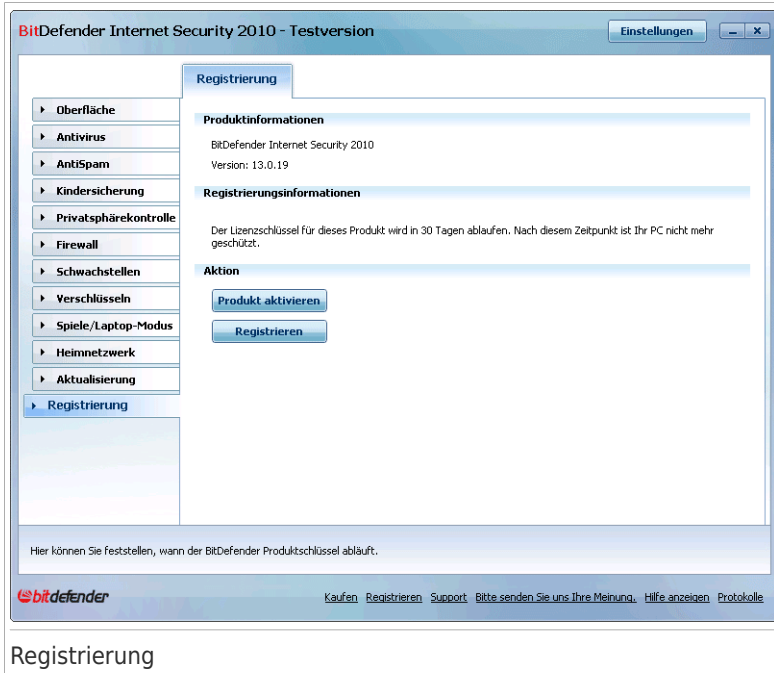 BitDefender Internet Security 2010 - Testversion
Einstellungen
Registrierung
Oberfläche
Antivirus
AntiSpam
Kindersicherung
Privatsphärekontrolle
Firewall
Schwachstellen
Verschlüsseln
Spiele/Laptop-Modus
Heimnetzwerk
Aktualisierung
Registrierung
Produktinformationen
BitDefender Internet Security 2010
Version: 13.0.19
Registrierungsinformationen
Der Lizenzschlüssel für dieses Produkt wird in 30 Tagen ablaufen. Nach diesem Zeitpunkt ist Ihr PC nicht mehr
geschützt.
Aktion
Produkt aktivieren
Registrieren
Hier können Sie feststellen, wann der BitDefender Produktschlüssel abläuft.
bitdefender
Kaufen Registrieren Support Bitte senden Sie uns Ihre Meinung. Hilfe anzeigen Protokolle
Registrierung